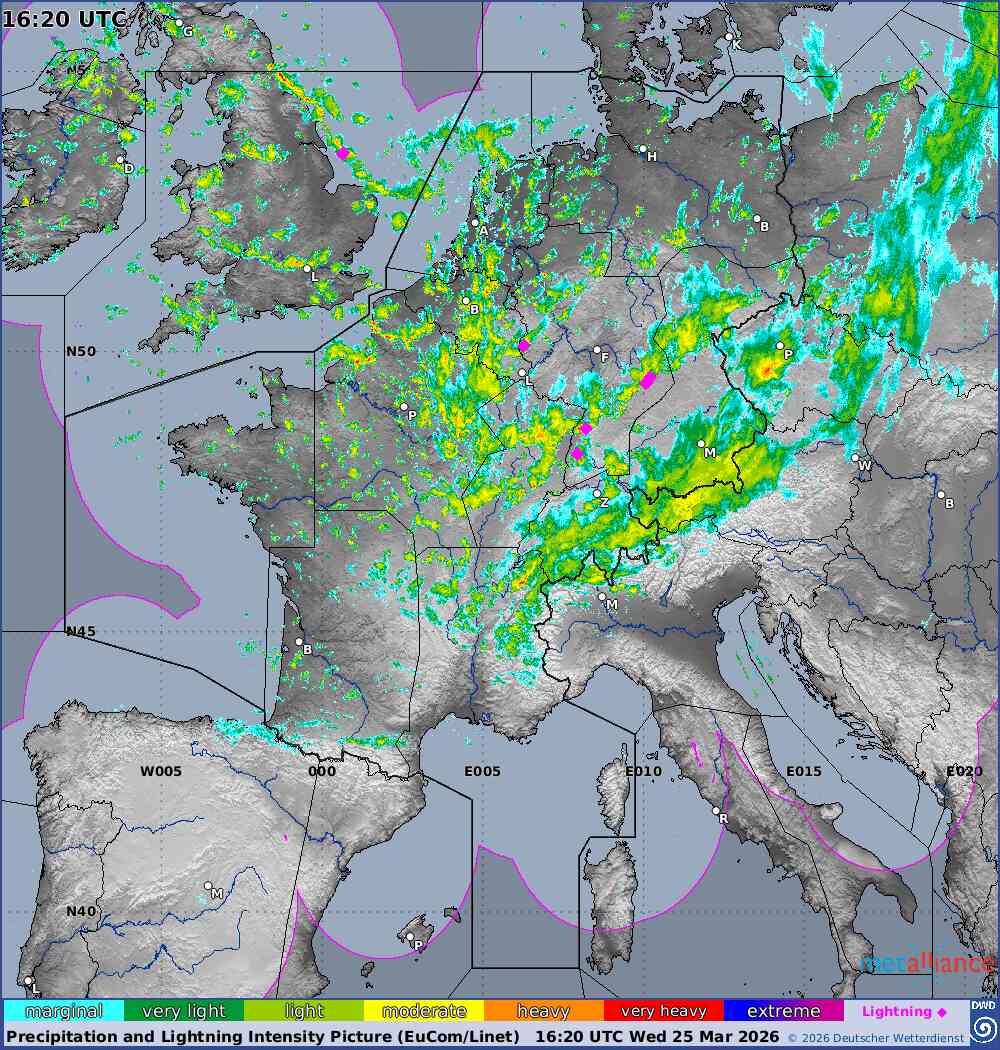 16:20 UTC
G
K
N55
D
H
A
B
L
B
N50
P
F
L
P
M
W
B
Z
M
N45
B
W005
000
E005
E010
E015
E020
R
M
N40
P
L
metalliance
marginal very light light moderate heavy very heavy extreme Lightning ◆
DWD
Precipitation and Lightning Intensity Picture (EuCom/Linet) 16:20 UTC Wed 25 Mar 2026 © 2026 Deutscher Wetterdienst